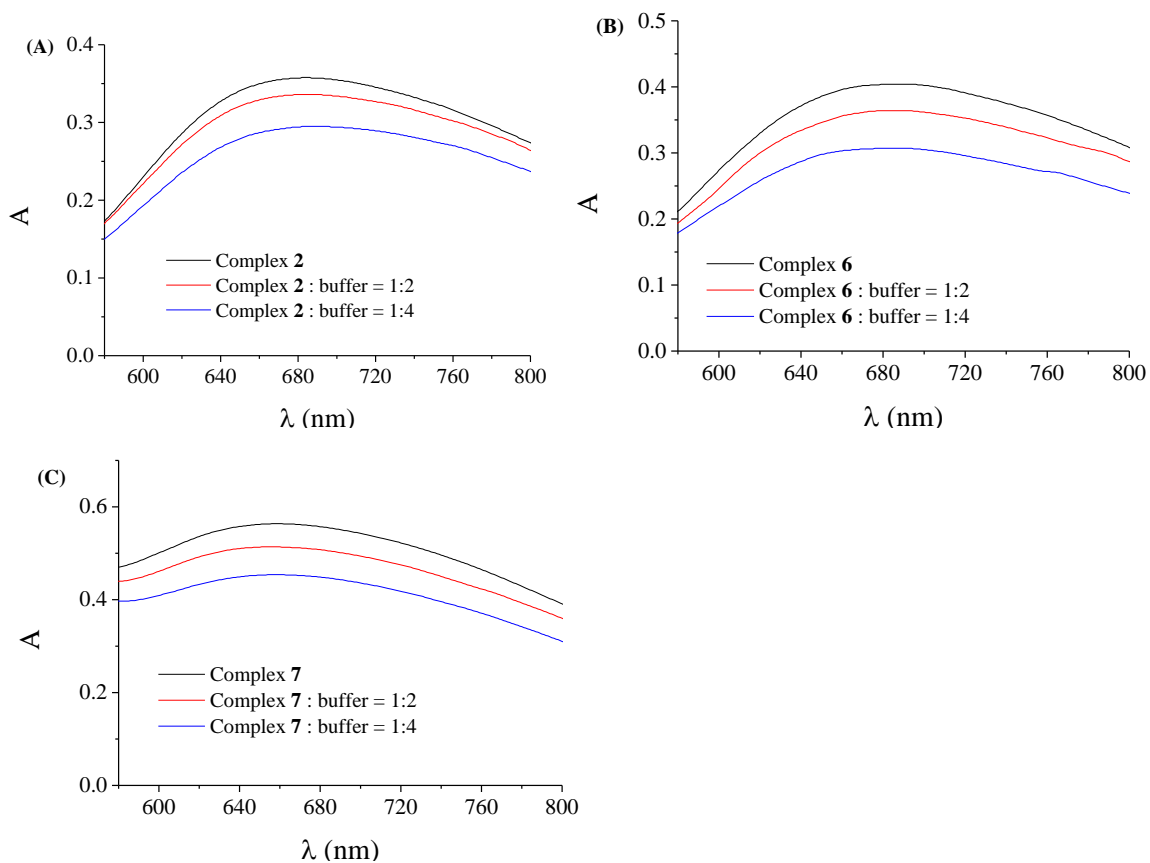 (A)
0.4
0.3
0.2
0.1
0.0
A
Complex 2
Complex 2 : buffer = 1:2
Complex 2 : buffer = 1:4
600 640 680 720 760 800
λ (nm)
(B)
0.5
0.4
0.3
0.2
0.1
0.0
A
Complex 6
Complex 6 : buffer = 1:2
Complex 6 : buffer = 1:4
600 640 680 720 760 800
λ (nm)
(C)
0.6
0.4
0.2
0.0
A
Complex 7
Complex 7 : buffer = 1:2
Complex 7 : buffer = 1:4
600 640 680 720 760 800
λ (nm)